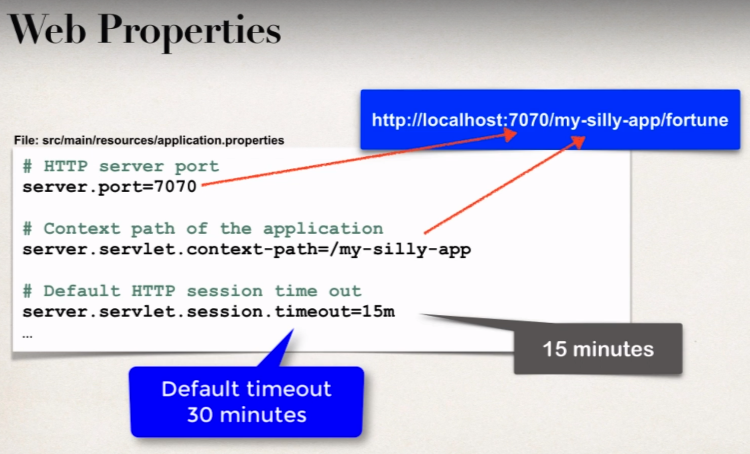 Web Properties
http://localhost:7070/my-silly-app/fortune
File: src/main/resources/application.properties
# HTTP server port
server.port=7070
# Context path of the application
server.servlet.context-path=/my-silly-app
# Default HTTP session time out
server.servlet.session.timeout=15m
…
15 minutes
Default timeout
30 minutes